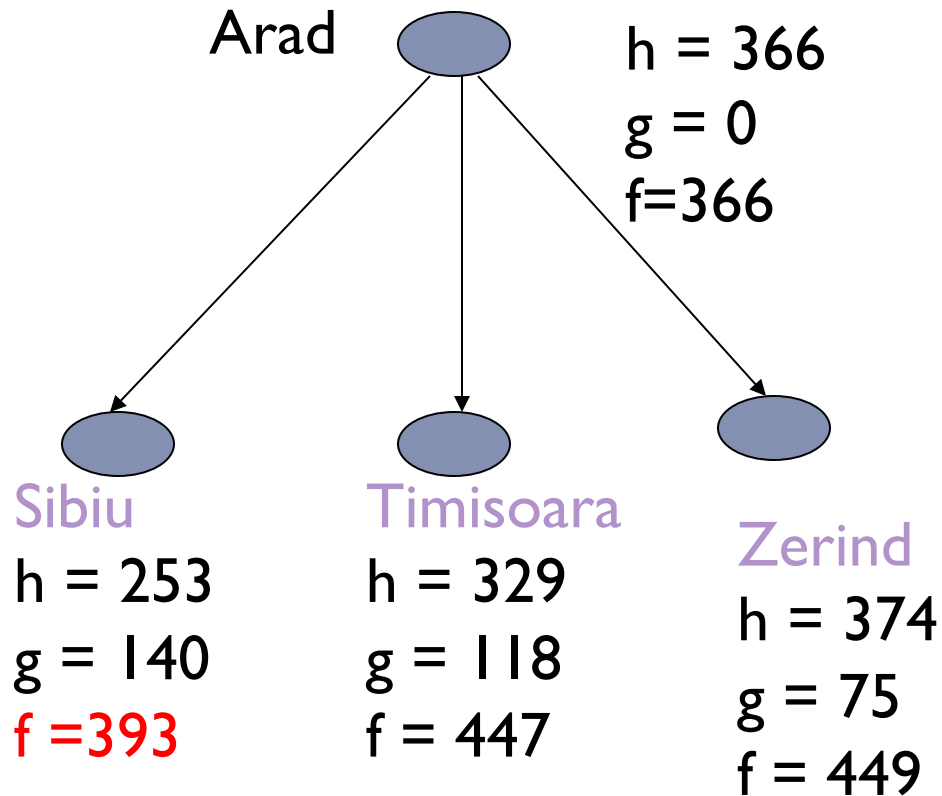 Arad
h = 366
g = 0
f=366
Sibiu
h = 253
g = 140
f =393
Timisoara
h = 329
g = 118
f = 447
Zerind
h = 374
g = 75
f = 449